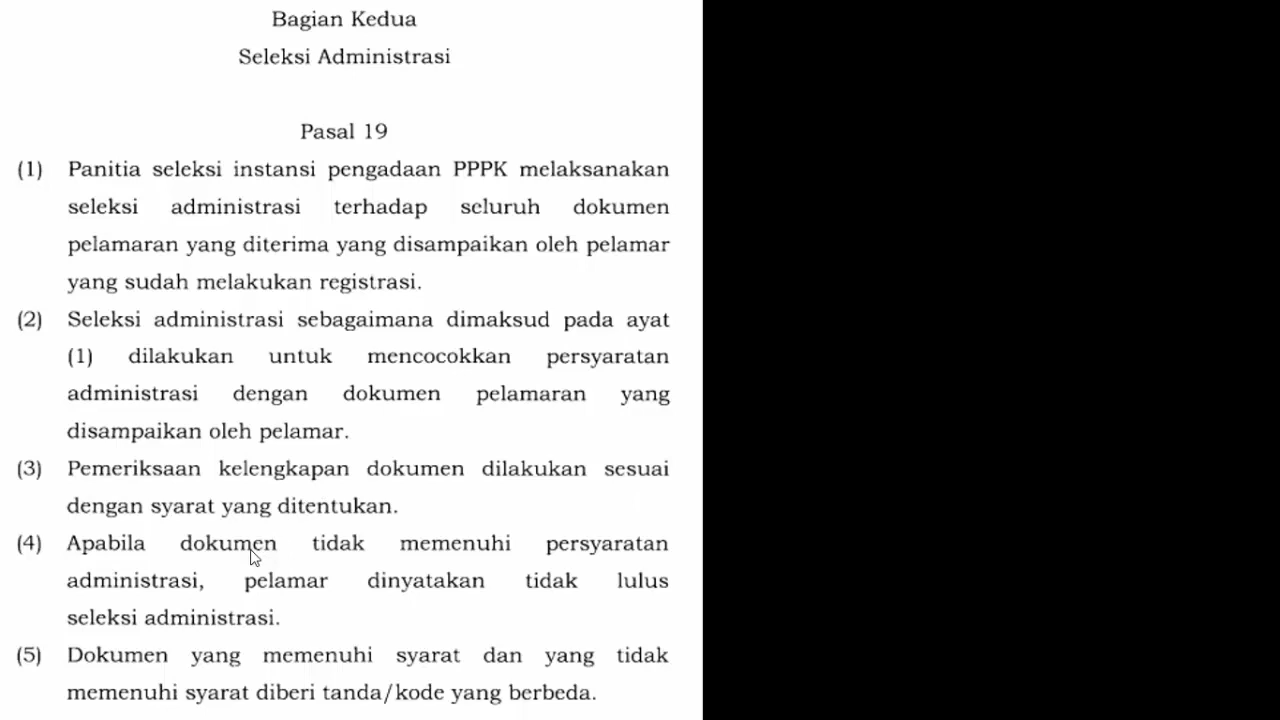 Bagian Kedua
Seleksi Administrasi
Pasal 19
(1) Panitia seleksi instansi pengadaan PPPK melaksanakan
seleksi administrasi terhadap seluruh dokumen
pelamaran yang diterima yang disampaikan oleh pelamar
yang sudah melakukan registrasi.
(2) Seleksi administrasi sebagaimana dimaksud pada ayat
(1) dilakukan untuk mencocokkan persyaratan
administrasi dengan dokumen pelamaran yang
disampaikan oleh pelamar.
(3) Pemeriksaan kelengkapan dokumen dilakukan sesuai
dengan syarat yang ditentukan.
(4) Apabila dokumen tidak memenuhi persyaratan
administrasi, pelamar dinyatakan tidak lulus
seleksi administrasi.
(5) Dokumen yang memenuhi syarat dan yang tidak
memenuhi syarat diberi tanda/kode yang berbeda.